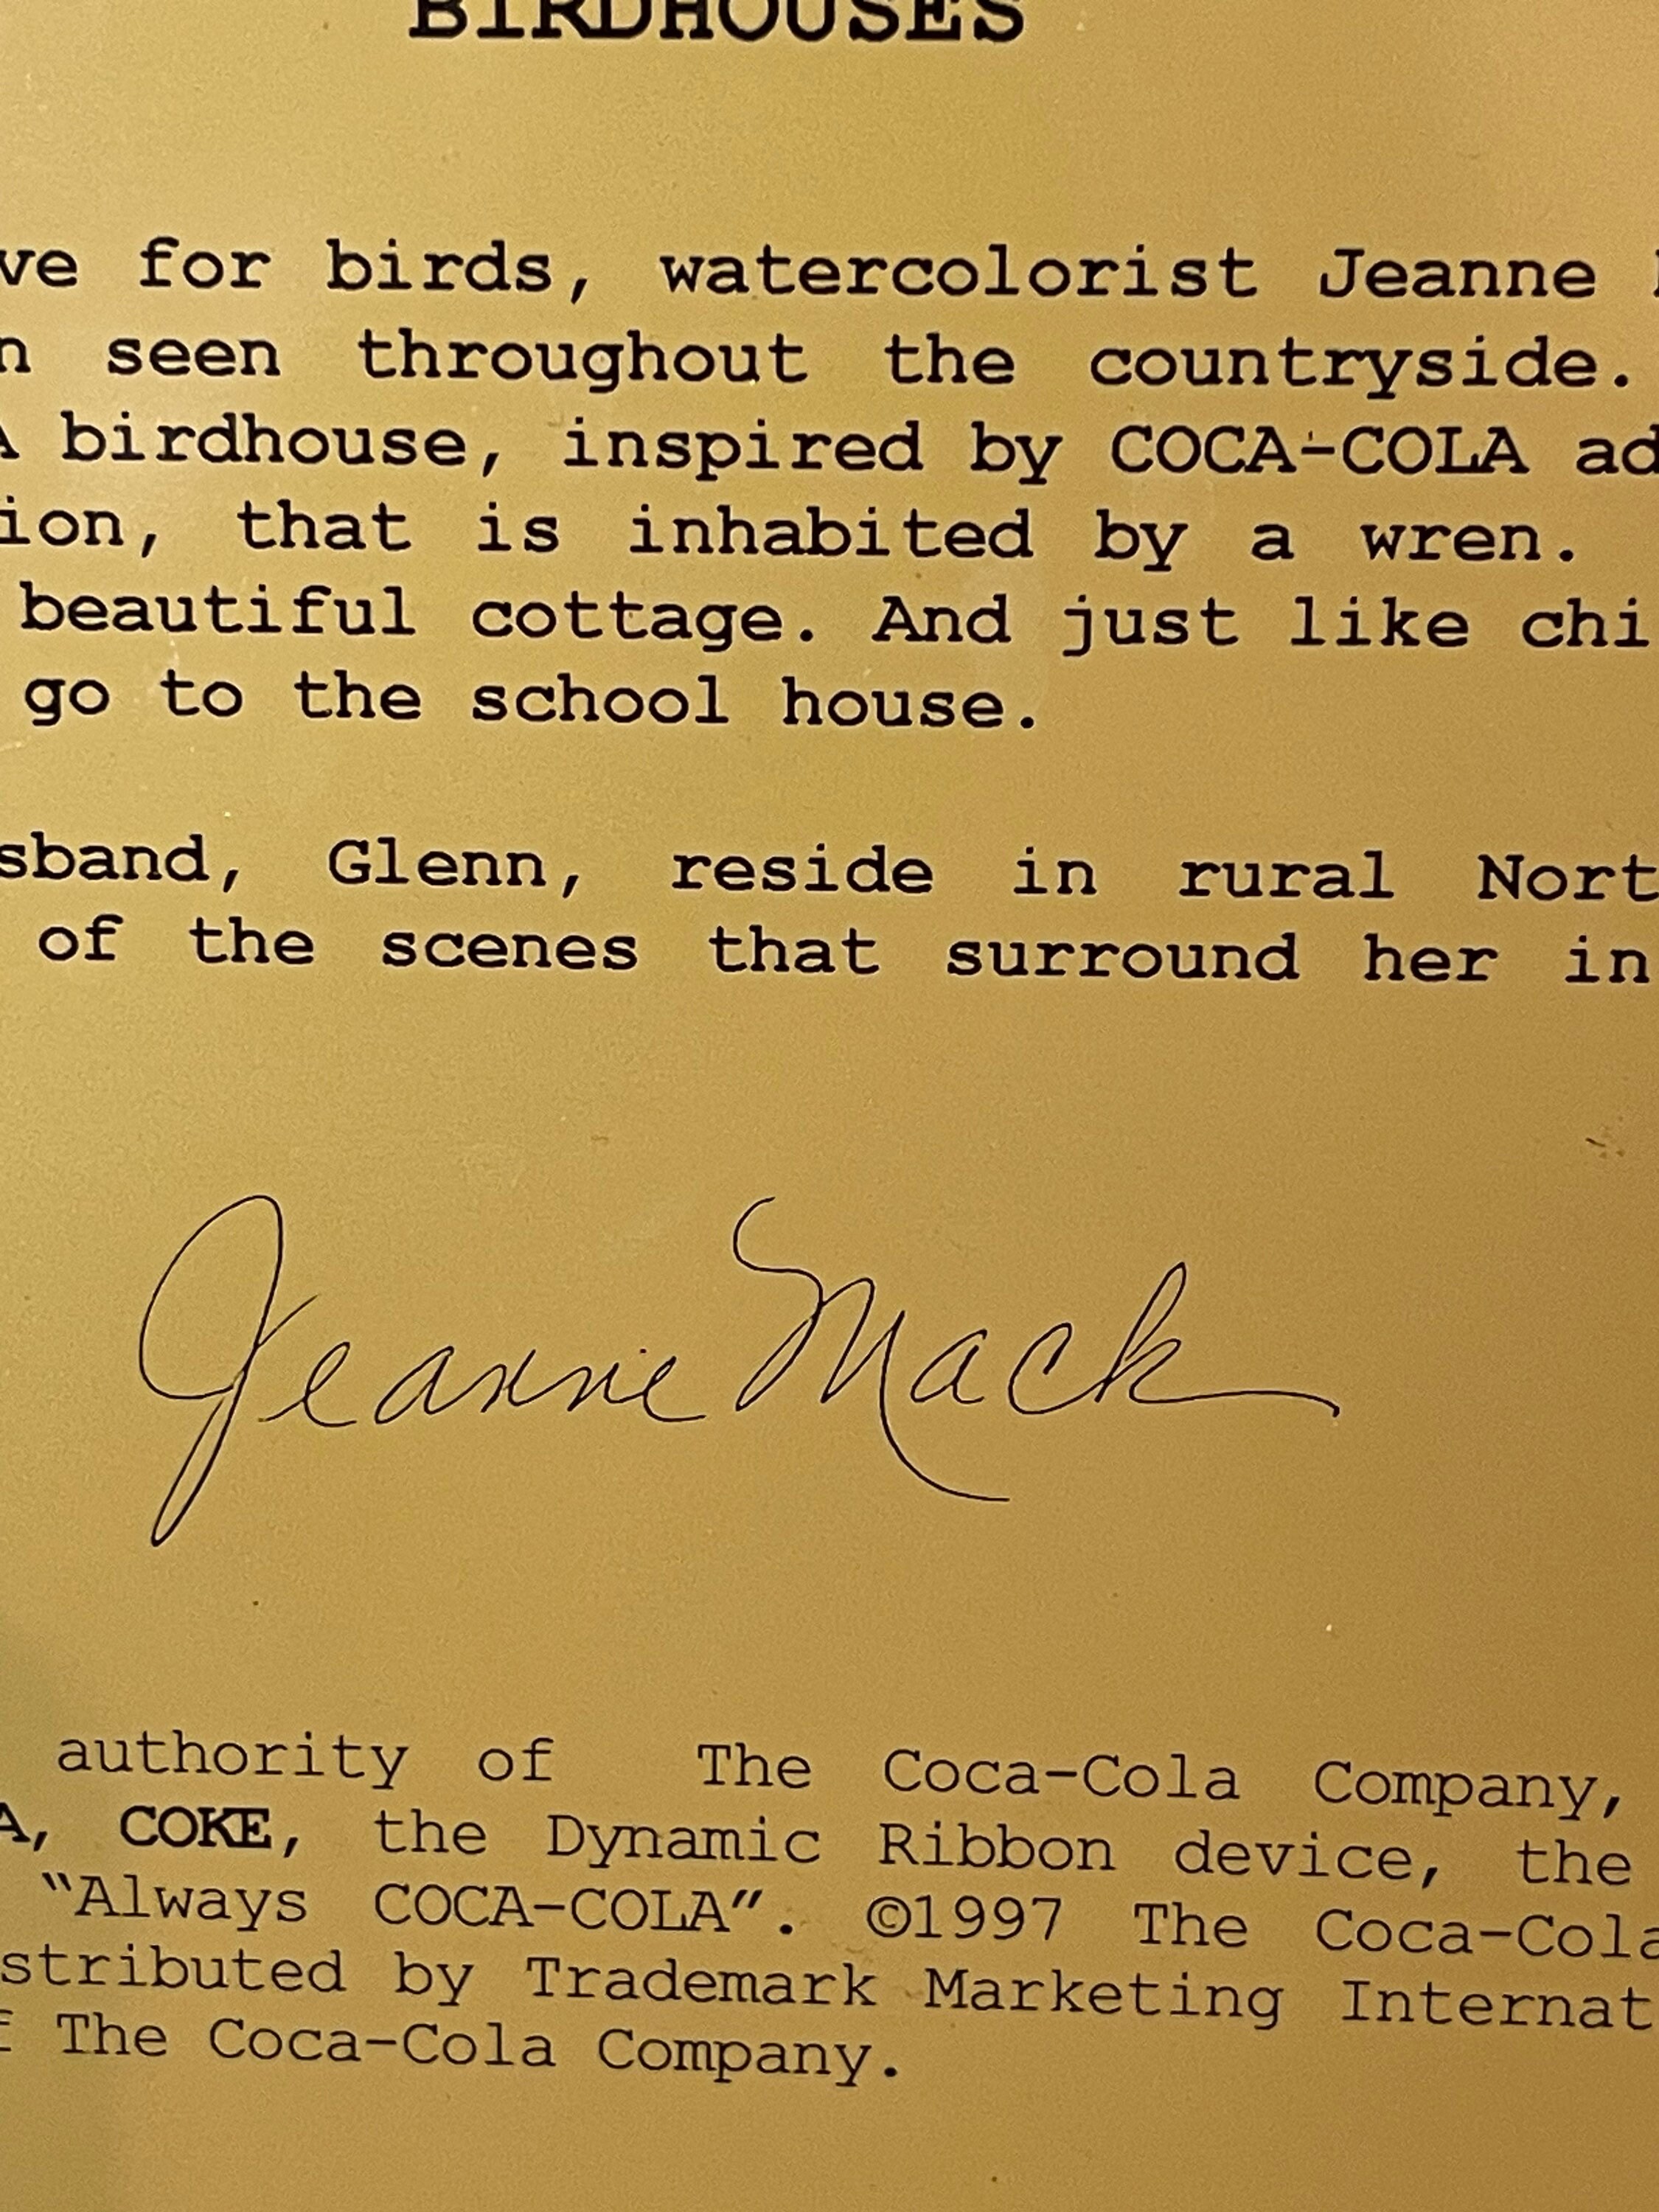 BIRDHOUSES
ve for birds, watercolorist Jeanne
n seen throughout the countryside.
A birdhouse, inspired by COCA-COLA ad
ion, that is inhabited by a wren.
beautiful cottage. And just like chi
go to the school house.
sband, Glenn, reside in rural Nort
of the scenes that surround her in
Jeanne Mack
authority of The Coca-Cola Company,
A, COKE, the Dynamic Ribbon device, the
"Always COCA-COLA". ©1997 The Coca-Cola
stributed by Trademark Marketing Internat
f The Coca-Cola Company.